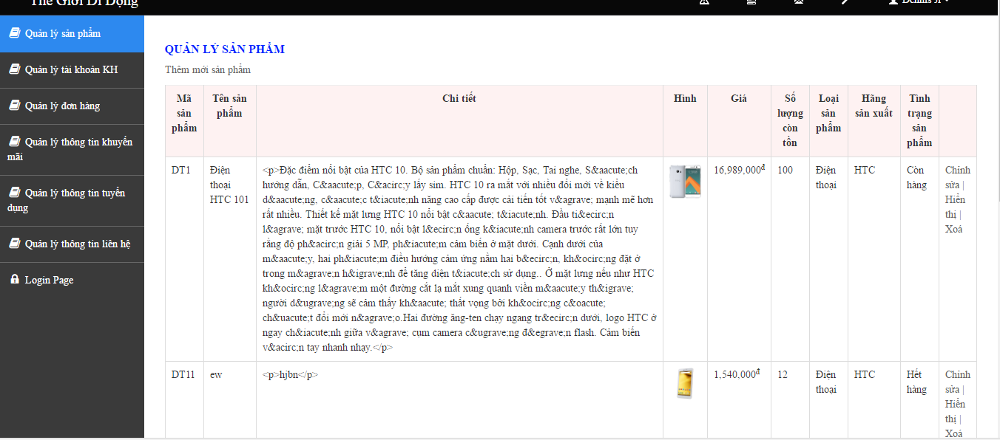 Thế Giới Di Động
Dennis Ji
Quản lý sản phẩm
Quản lý tài khoản KH
Quản lý đơn hàng
Quản lý thông tin khuyến
mãi
Quản lý thông tin tuyển
dụng
Quản lý thông tin liên hệ
Login Page
QUẢN LÝ SẢN PHẨM
Thêm mới sản phẩm
Mã sản phẩm
Tên sản phẩm
Chi tiết
Hình
Giá
Số lượng còn tồn
Loại sản phẩm
Hãng sản xuất
Tình trạng sản phẩm
DT1
Điện thoại HTC 101
<p>Đặc điểm nổi bật của HTC 10. Bộ sản phẩm chuẩn: Hộp, Sạc, Tai nghe, S&aacute;ch
hướng dẫn, C&aacute;p, C&acirc;y lấy sim. HTC 10 ra mắt với nhiều đổi mới về kiểu
d&aacute;ng, c&aacute;c t&iacute;nh năng cao cấp được cải tiến tốt v&agrave; mạnh mẽ hơn
rất nhiều. Thiết kế mặt lưng HTC 10 nổi bật c&aacute; t&iacute;nh. Đầu ti&ecirc;n
l&agrave; mặt trước HTC 10, nổi bật l&ecirc;n ống k&iacute;nh camera trước rất lớn tuy
rằng độ ph&acirc;n giải 5 MP, ph&iacute;m cảm biến ở mặt dưới. Cạnh dưới của
m&aacute;y, hai ph&iacute;m điều hướng cảm ứng nằm hai b&ecirc;n, kh&ocirc;ng đặt ở
trong m&agrave;n h&igrave;nh để tăng diện t&iacute;ch sử dụng.. Ở mặt lưng nếu như HTC
kh&ocirc;ng l&agrave;m một đường cắt lạ mắt xung quanh viền m&aacute;y th&igrave;
người d&ugrave;ng sẽ cảm thấy kh&aacute; thất vọng bởi kh&ocirc;ng c&oacute;
ch&uacute;t đổi mới n&agrave;o.Hai đường ăng-ten chạy ngang tr&ecirc;n dưới, logo HTC ở
ngay ch&iacute;nh giữa v&agrave; cụm camera c&ugrave;ng đ&egrave;n flash. Cảm biến
v&acirc;n tay nhanh nhạy.</p>
16,989,000đ
100
Điện thoại
HTC
Còn hàng
Chỉnh sửa |
Hiển thị |
Xoá
DT11
ew
<p>hjbn</p>
1,540,000đ
12
Điện thoại
HTC
Hết hàng
Chỉnh sửa |
Hiển thị |
Xoá